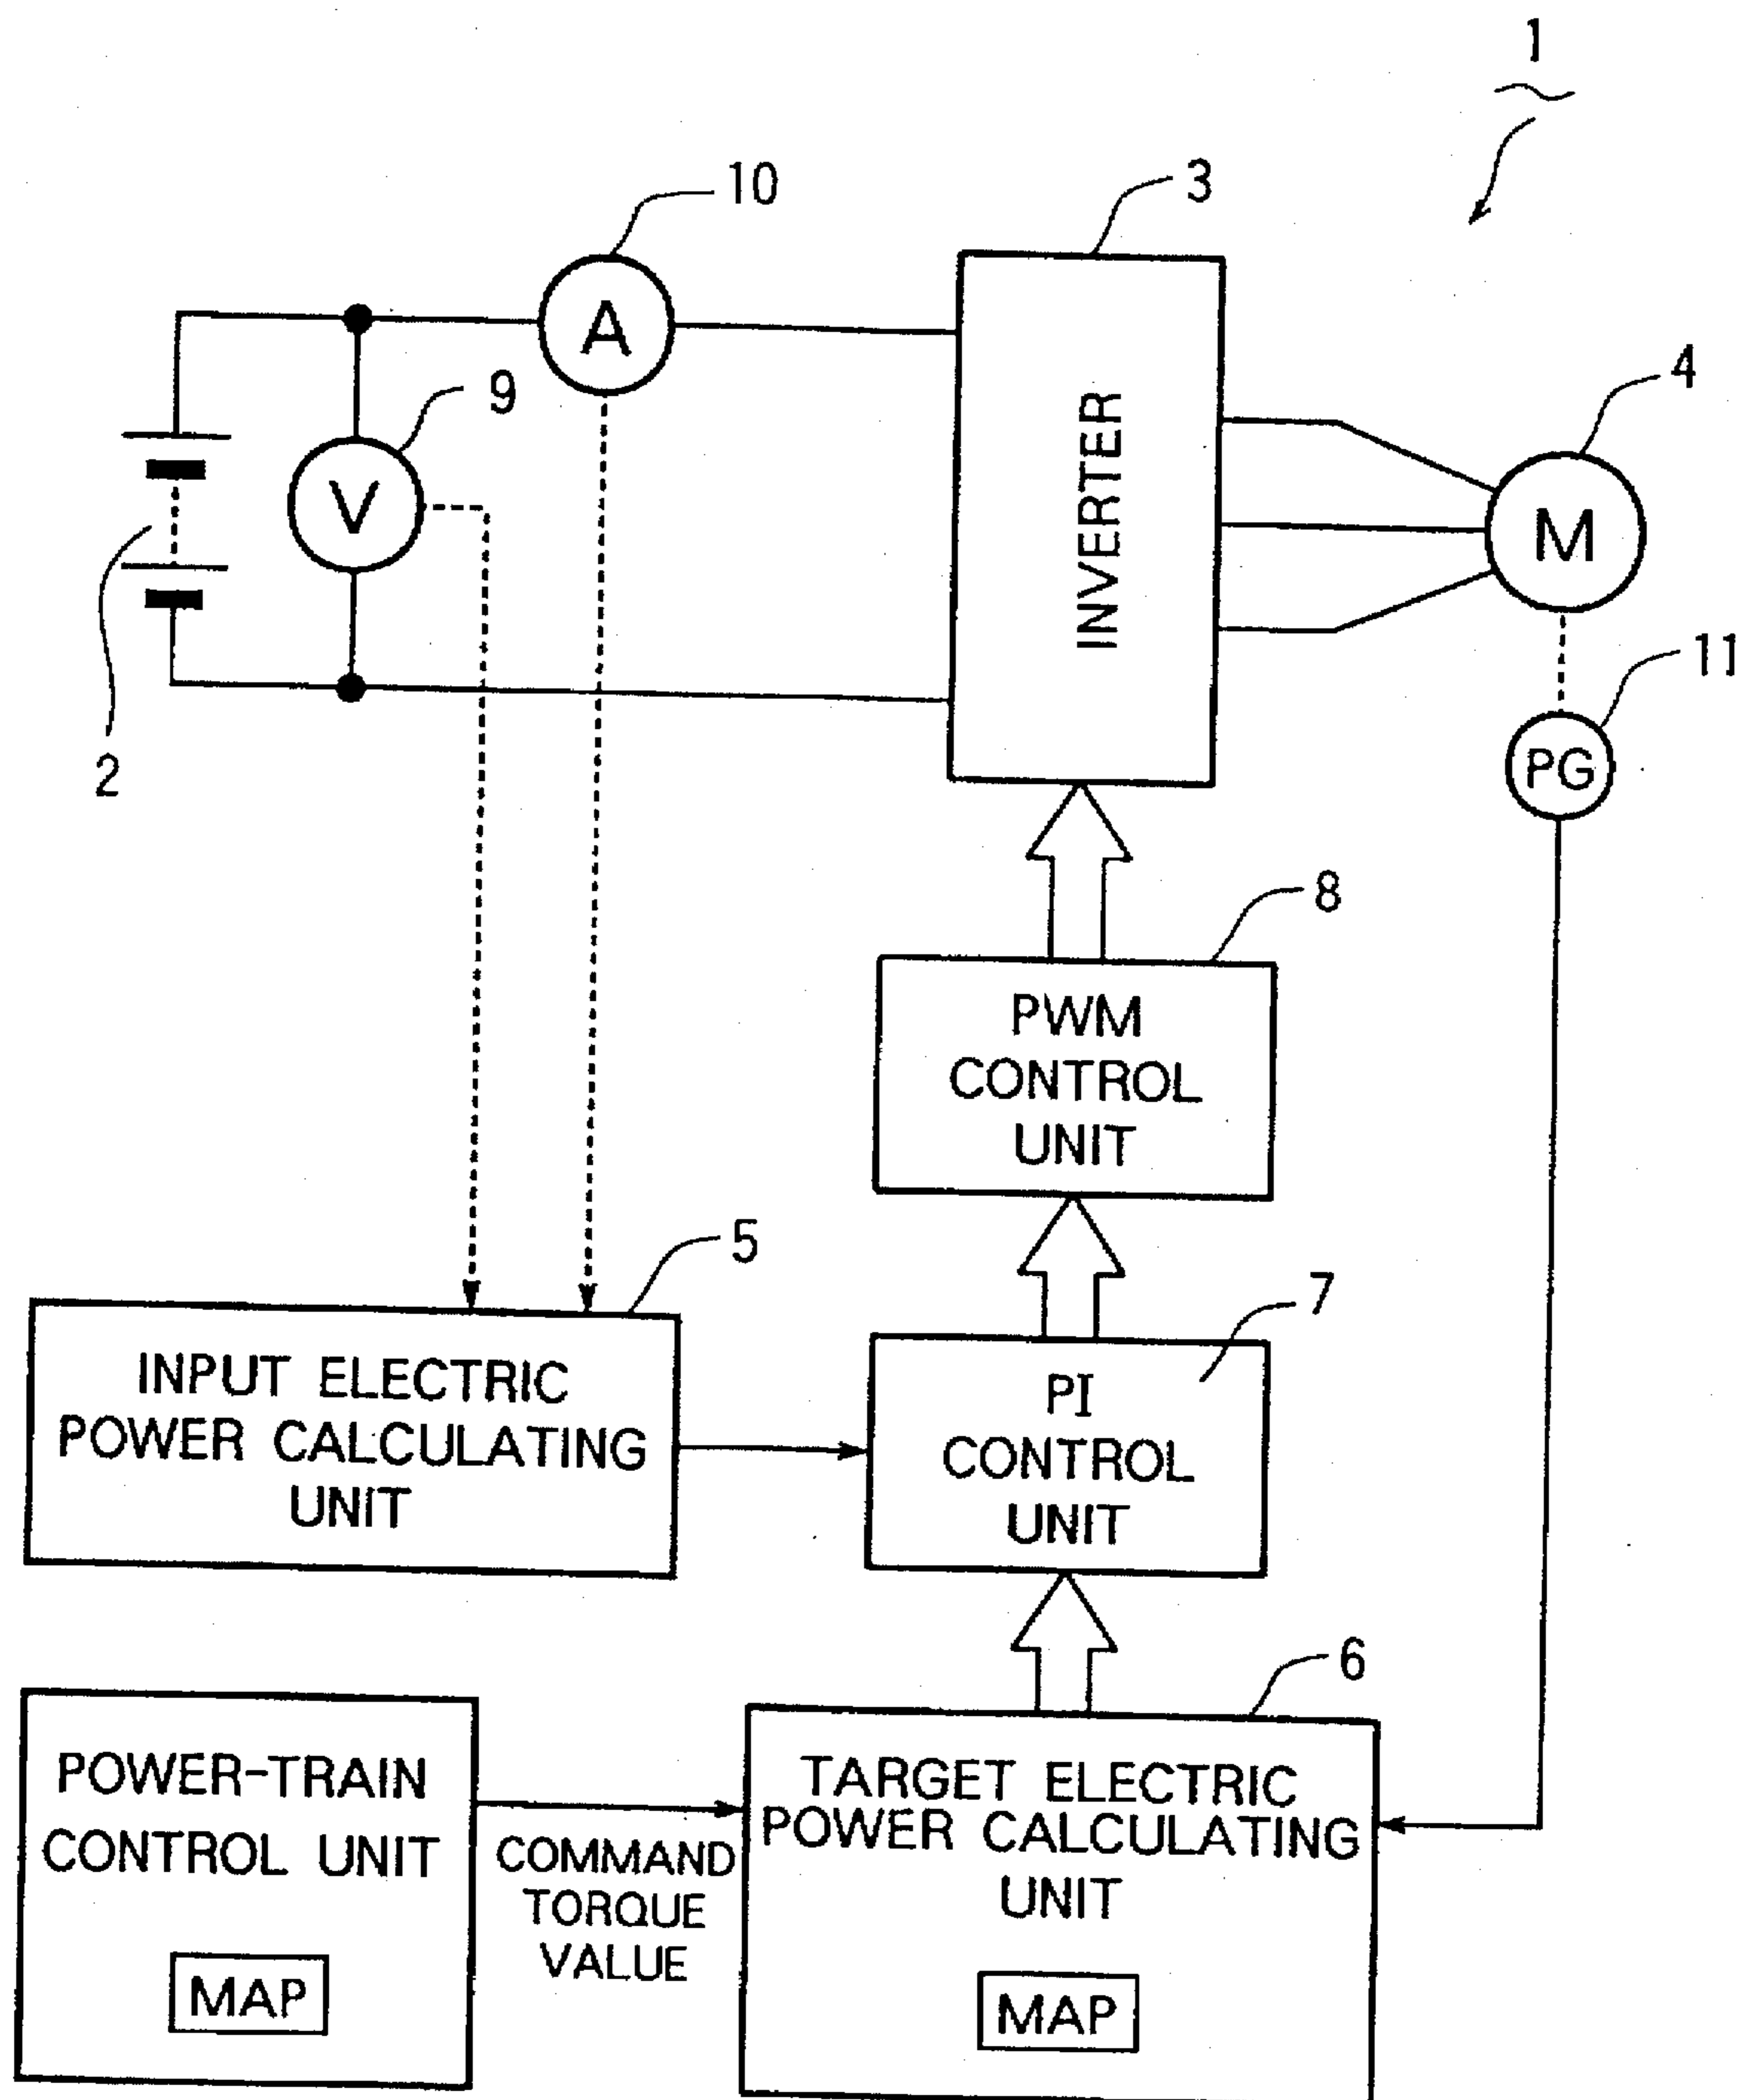 1
10
3
A
9
4
V
INVERTER
M
11
2
PG
8
PWM
CONTROL
UNIT
5
7
INPUT ELECTRIC
POWER CALCULATING
UNIT
PI
CONTROL
UNIT
6
POWER-TRAIN
CONTROL UNIT
MAP
COMMAND
TORQUE
VALUE
TARGET ELECTRIC
POWER CALCULATING
UNIT
MAP